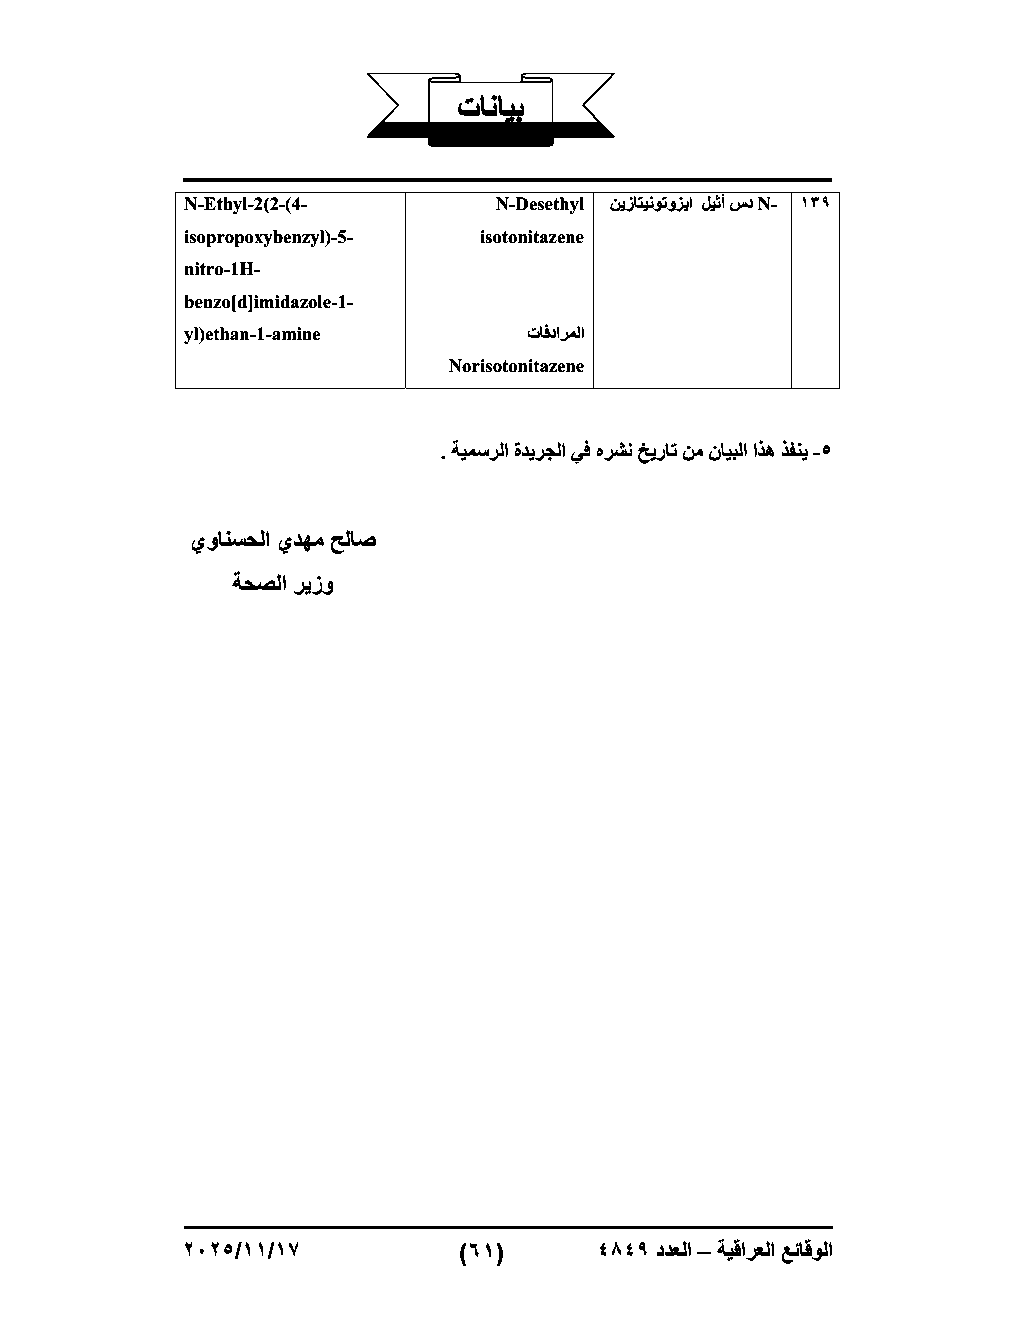 بيانات
١٣٩
N- دس أثيل ايزوتونيتازين
N-Desethyl
isotonitazene
المرادفات
Norisotonitazene
N-Ethyl-2(2-(4-
isopropoxybenzyl)-5-
nitro-1H-
benzo[d]imidazole-1-
yl)ethan-1-amine
٥- ينفذ هذا البيان من تاريخ نشره في الجريدة الرسمية .
صالح مهدي الحسناوي
وزير الصحة
الوقائع العراقية – العدد ٤٨٤٩
(٦١)
٢٠٢٥/١١/١٧